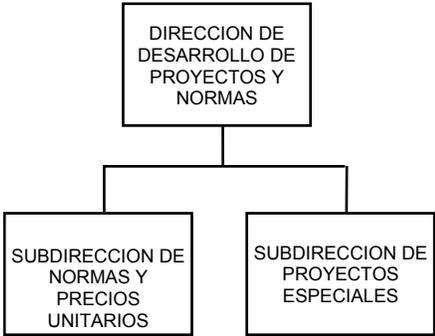 DIRECCION DE
DESARROLLO DE
PROYECTOS Y
NORMAS
SUBDIRECCION DE
NORMAS Y
PRECIOS
UNITARIOS
SUBDIRECCION DE
PROYECTOS
ESPECIALES